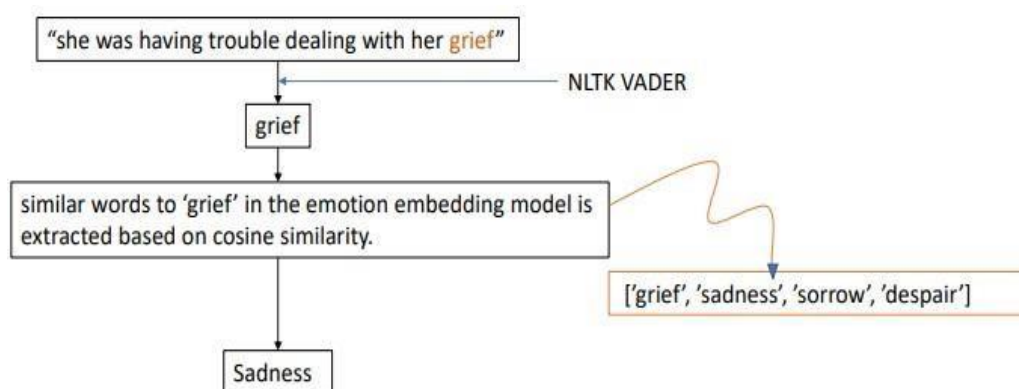 “she was having trouble dealing with her grief”
NLTK VADER
grief
similar words to ‘grief’ in the emotion embedding model is
extracted based on cosine similarity.
[’grief’, ’sadness’, ’sorrow’, ’despair’]
Sadness